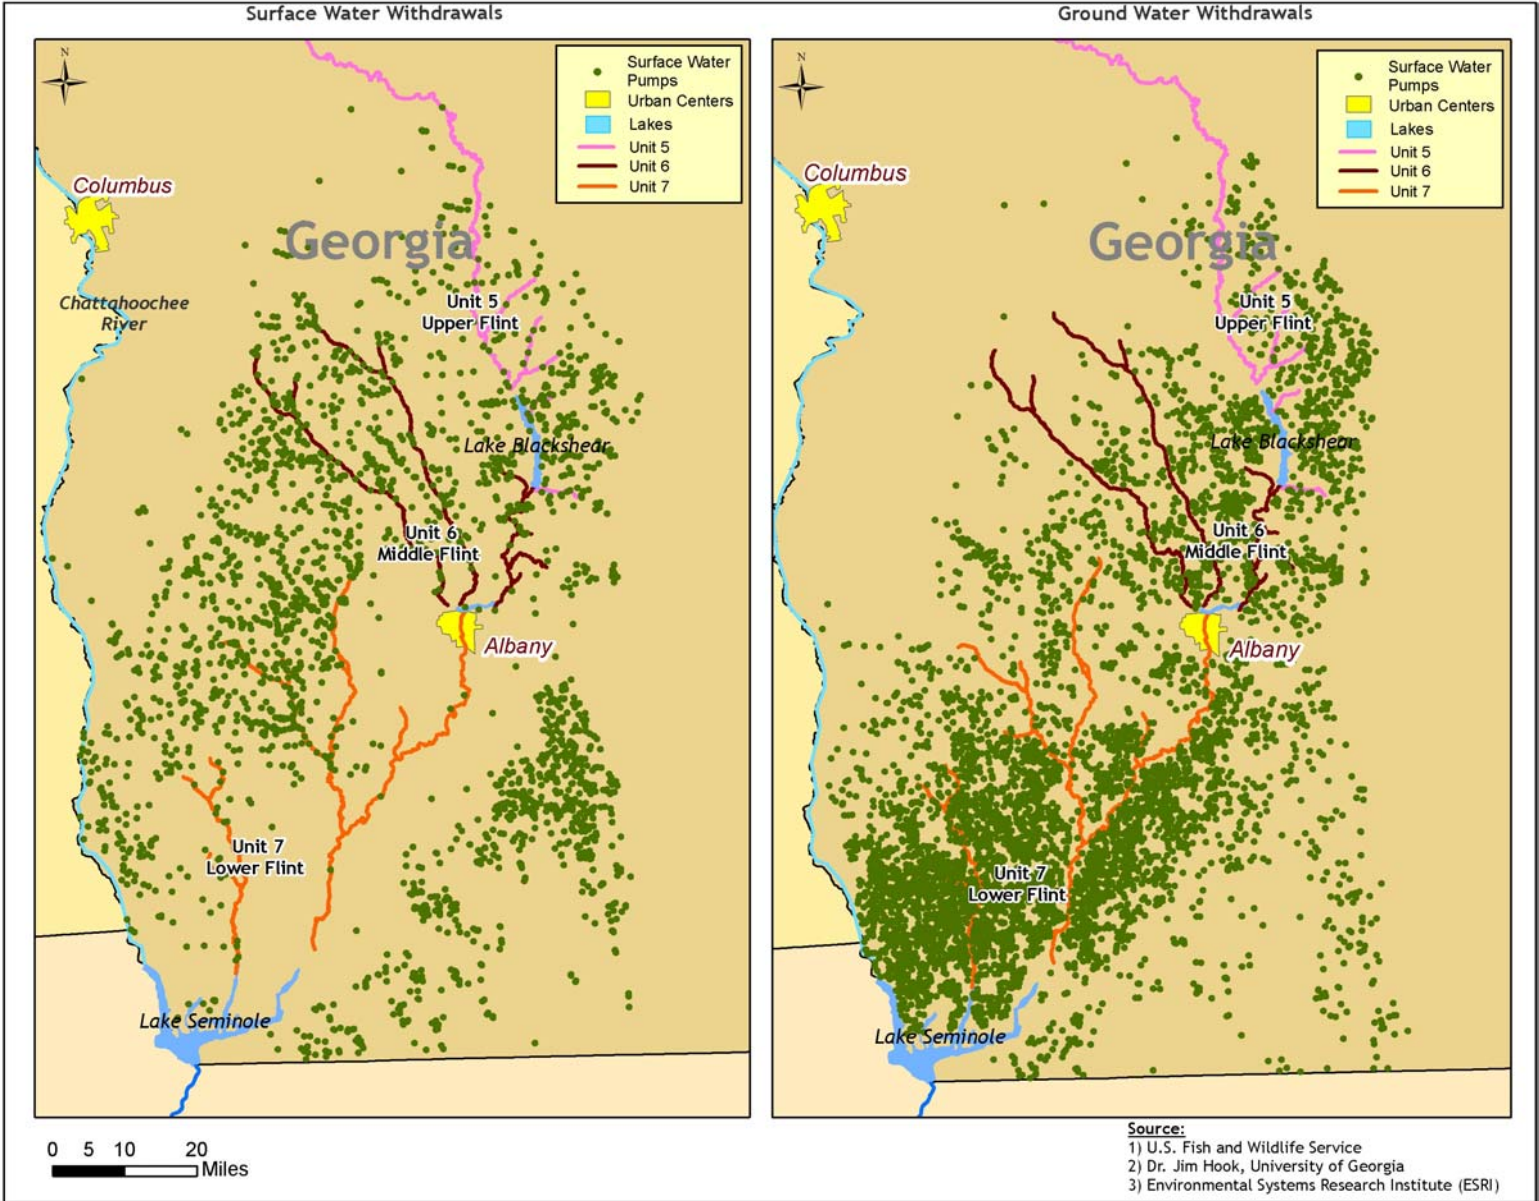 Surface Water Withdrawals
N
Surface Water
Pumps
Urban Centers
Lakes
Unit 5
Unit 6
Unit 7
Columbus
Georgia
Chattahoochee
River
Unit 5
Upper Flint
Lake Blackshear
Unit 6
Middle Flint
Albany
Unit 7
Lower Flint
Lake Seminole
0 5 10 20
Miles
Ground Water Withdrawals
N
Surface Water
Pumps
Urban Centers
Lakes
Unit 5
Unit 6
Unit 7
Columbus
Georgia
Unit 5
Upper Flint
Lake Blackshear
Unit 6
Middle Flint
Albany
Unit 7
Lower Flint
Lake Seminole
Source:
1) U.S. Fish and Wildlife Service
2) Dr. Jim Hook, University of Georgia
3) Environmental Systems Research Institute (ESRI)